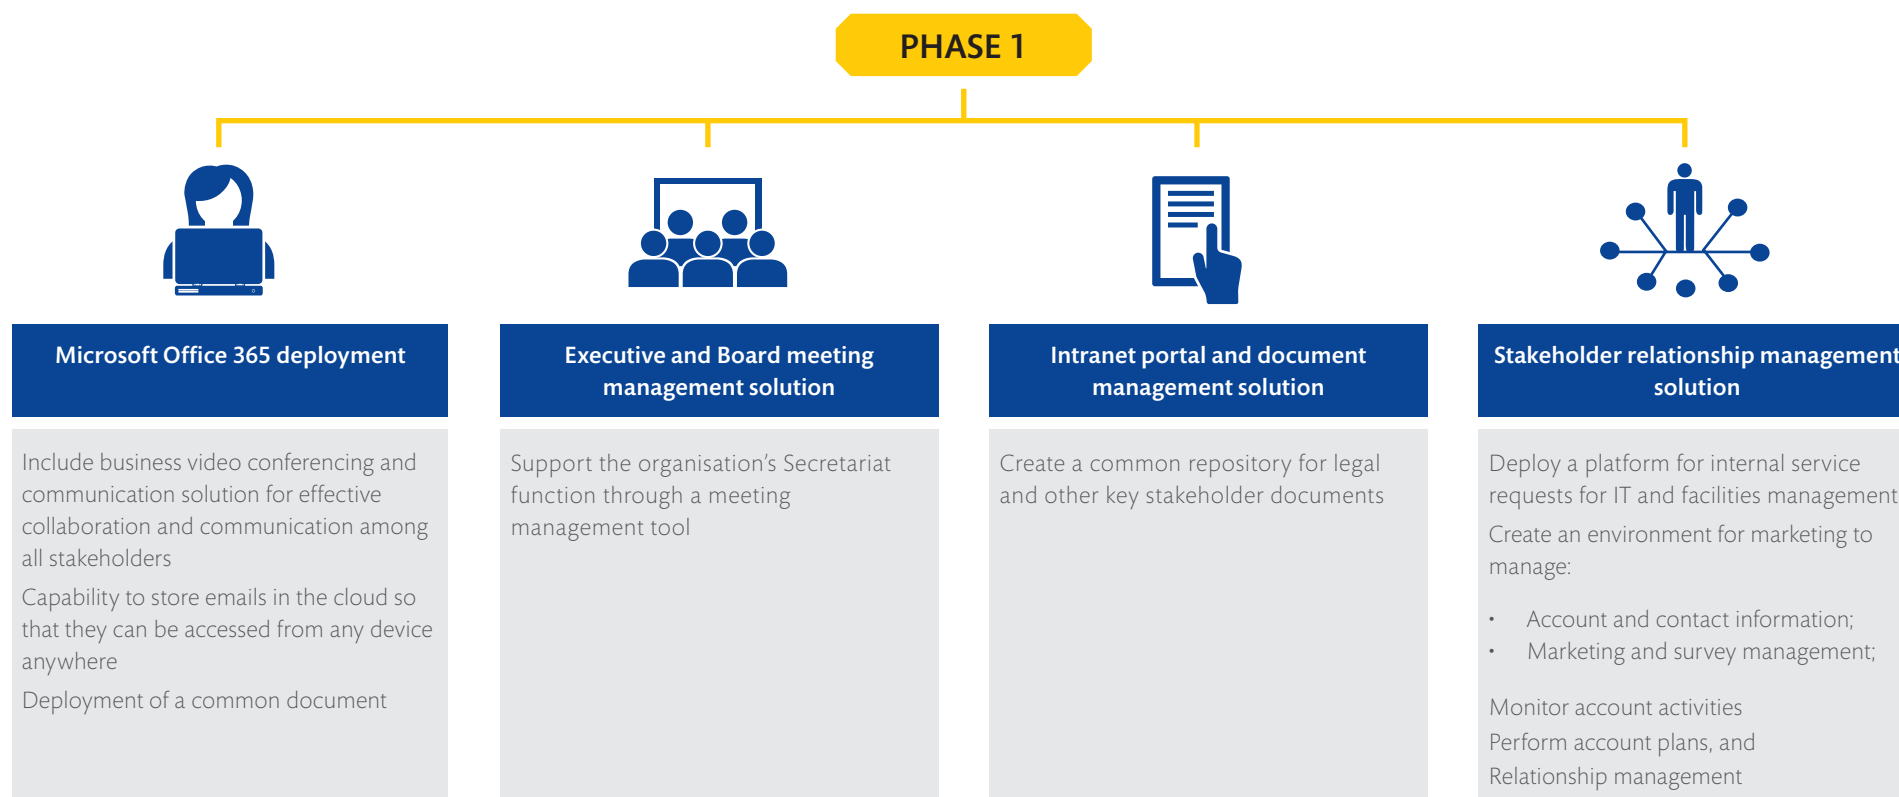 PHASE 1
Microsoft Office 365 deployment
Include business video conferencing and
communication solution for effective
collaboration and communication among
all stakeholders
Capability to store emails in the cloud so
that they can be accessed from any device
anywhere
Deployment of a common document
Executive and Board meeting
management solution
Support the organisation’s Secretariat
function through a meeting
management tool
Intranet portal and document
management solution
Create a common repository for legal
and other key stakeholder documents
Stakeholder relationship management
solution
Deploy a platform for internal service
requests for IT and facilities management
Create an environment for marketing to
manage:
• Account and contact information;
• Marketing and survey management;
Monitor account activities
Perform account plans, and
Relationship management